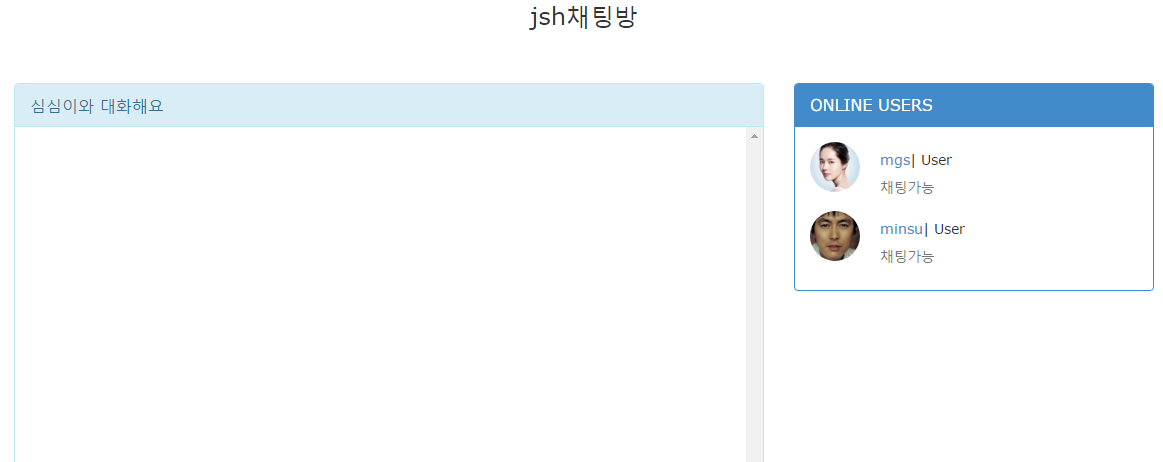 jsh채팅방
심심이와 대화해요
ONLINE USERS
mgs| User
채팅가능
minsu| User
채팅가능